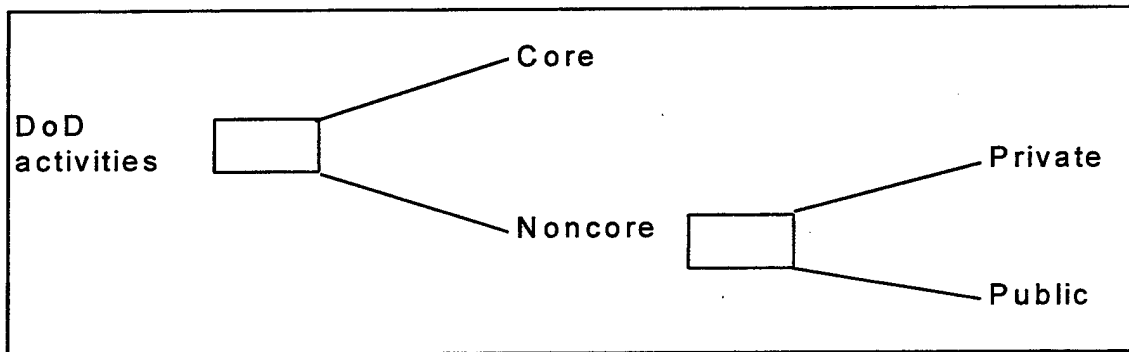 Core
DoD
activities
Private
Noncore
Public